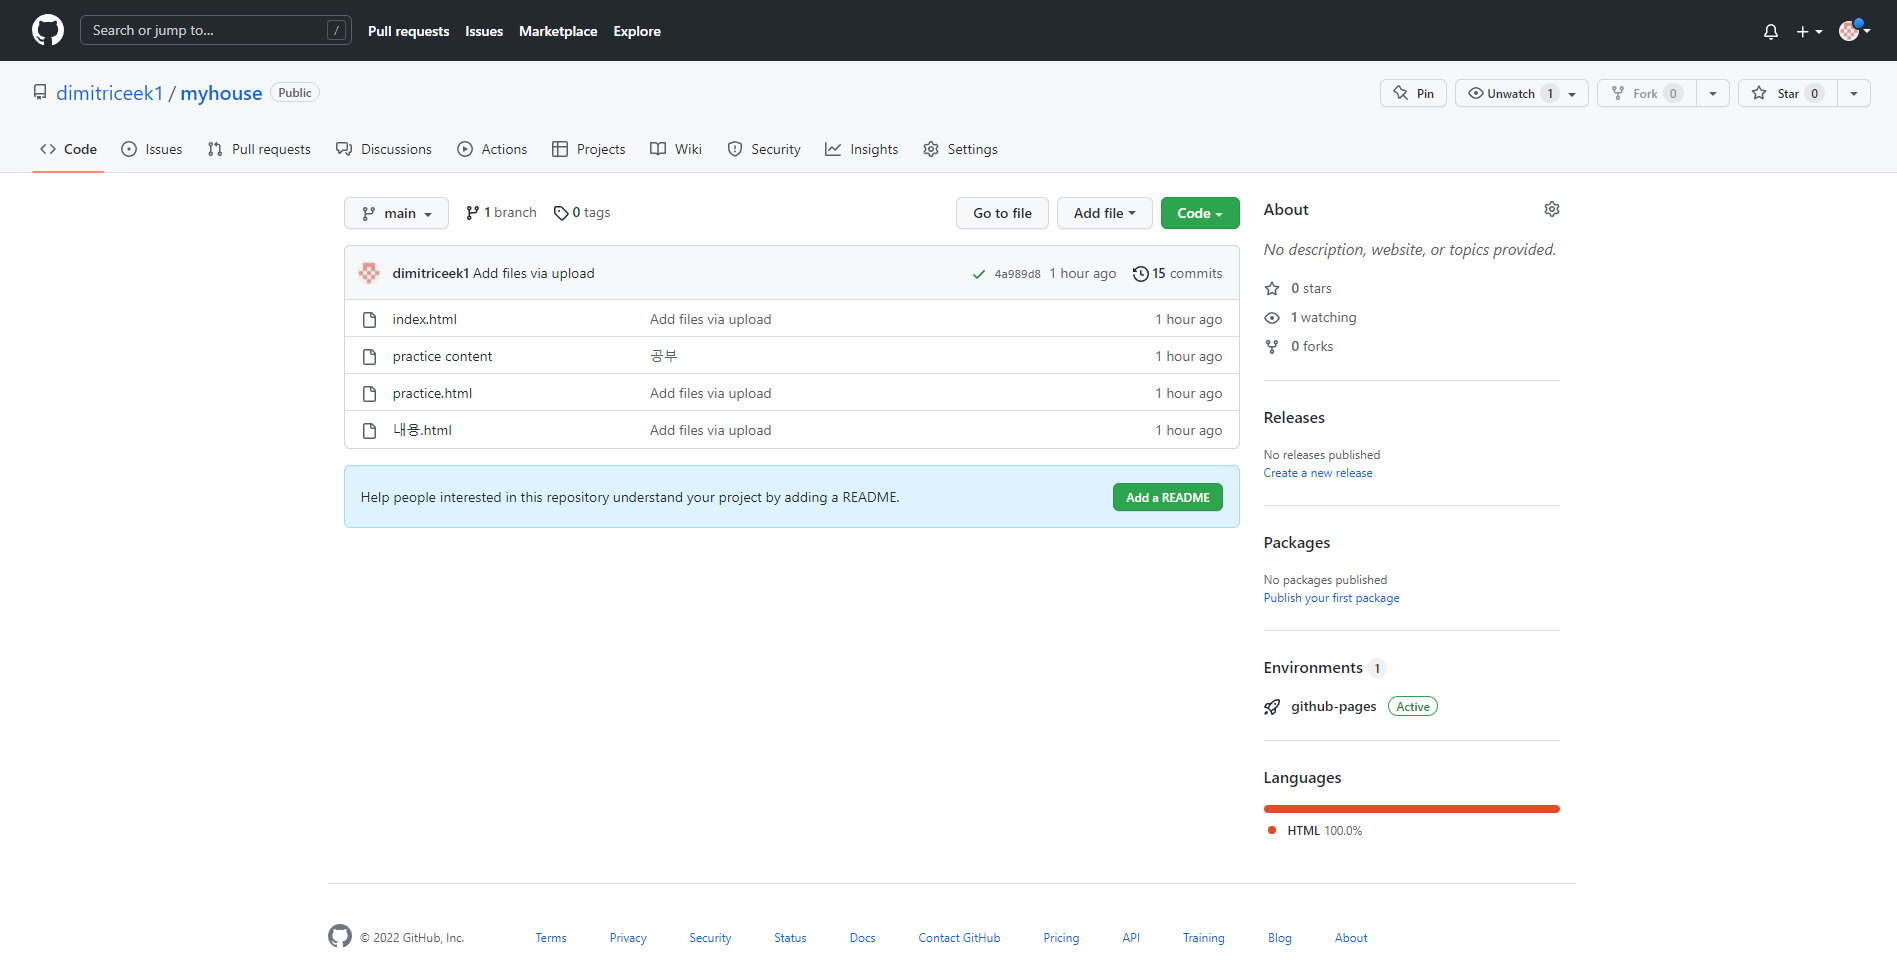 Search or jump to... /
Pull requests Issues Marketplace Explore
dimitriceek1 / myhouse Public
Pin Unwatch 1 Fork 0 Star 0
Code Issues Pull requests Discussions Actions Projects Wiki Security Insights Settings
main 1 branch 0 tags Go to file Add file Code
dimitriceek1 Add files via upload 4a989d8 1 hour ago 15 commits
index.html Add files via upload 1 hour ago
practice content 공부 1 hour ago
practice.html Add files via upload 1 hour ago
내용.html Add files via upload 1 hour ago
Help people interested in this repository understand your project by adding a README. Add a README
About
No description, website, or topics provided.
0 stars
1 watching
0 forks
Releases
No releases published
Create a new release
Packages
No packages published
Publish your first package
Environments 1
github-pages Active
Languages
HTML 100.0%
© 2022 GitHub, Inc. Terms Privacy Security Status Docs Contact GitHub Pricing API Training Blog About